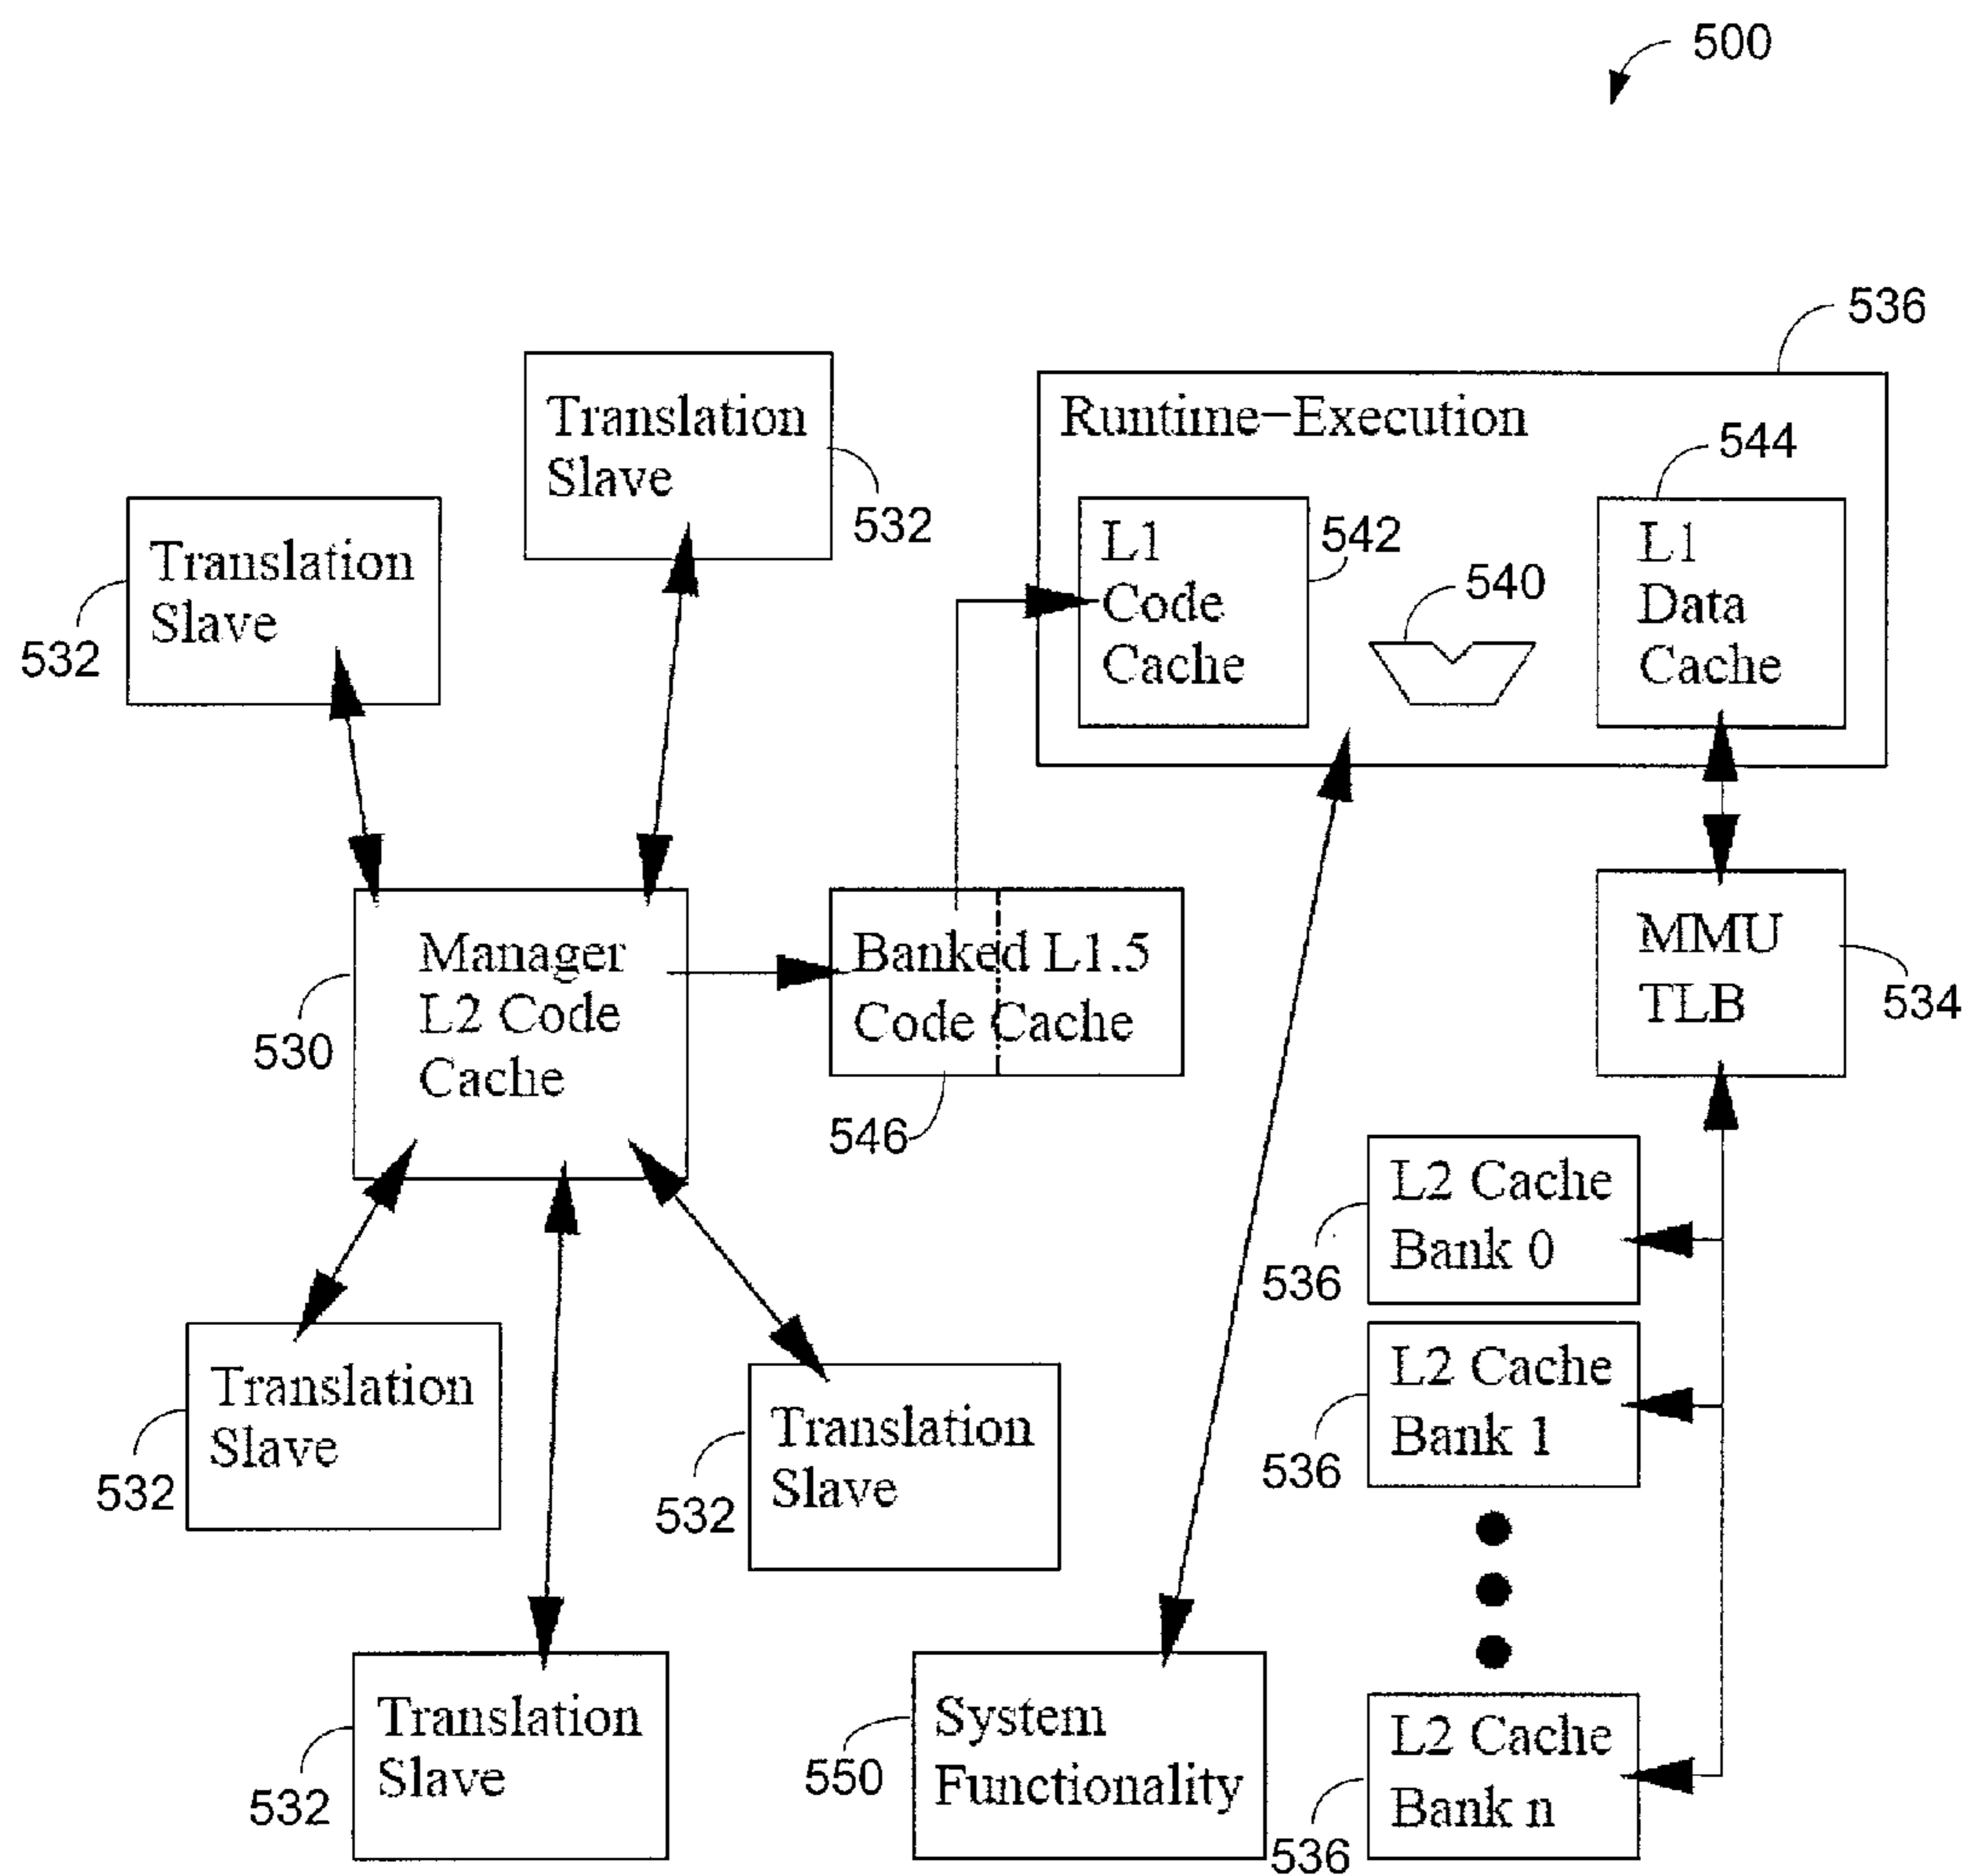 500
536
Runtime-Execution
544
Translation
Slave
532
L1
Code
Cache
542
540
L1
Data
Cache
Translation
Slave
532
Manager
L2 Code
Cache
530
Banked L1.5
Code Cache
546
MMU
TLB
534
L2 Cache
Bank 0
536
L2 Cache
Bank 1
536
Translation
Slave
532
Translation
Slave
532
Translation
Slave
532
System
Functionality
550
L2 Cache
Bank n
536